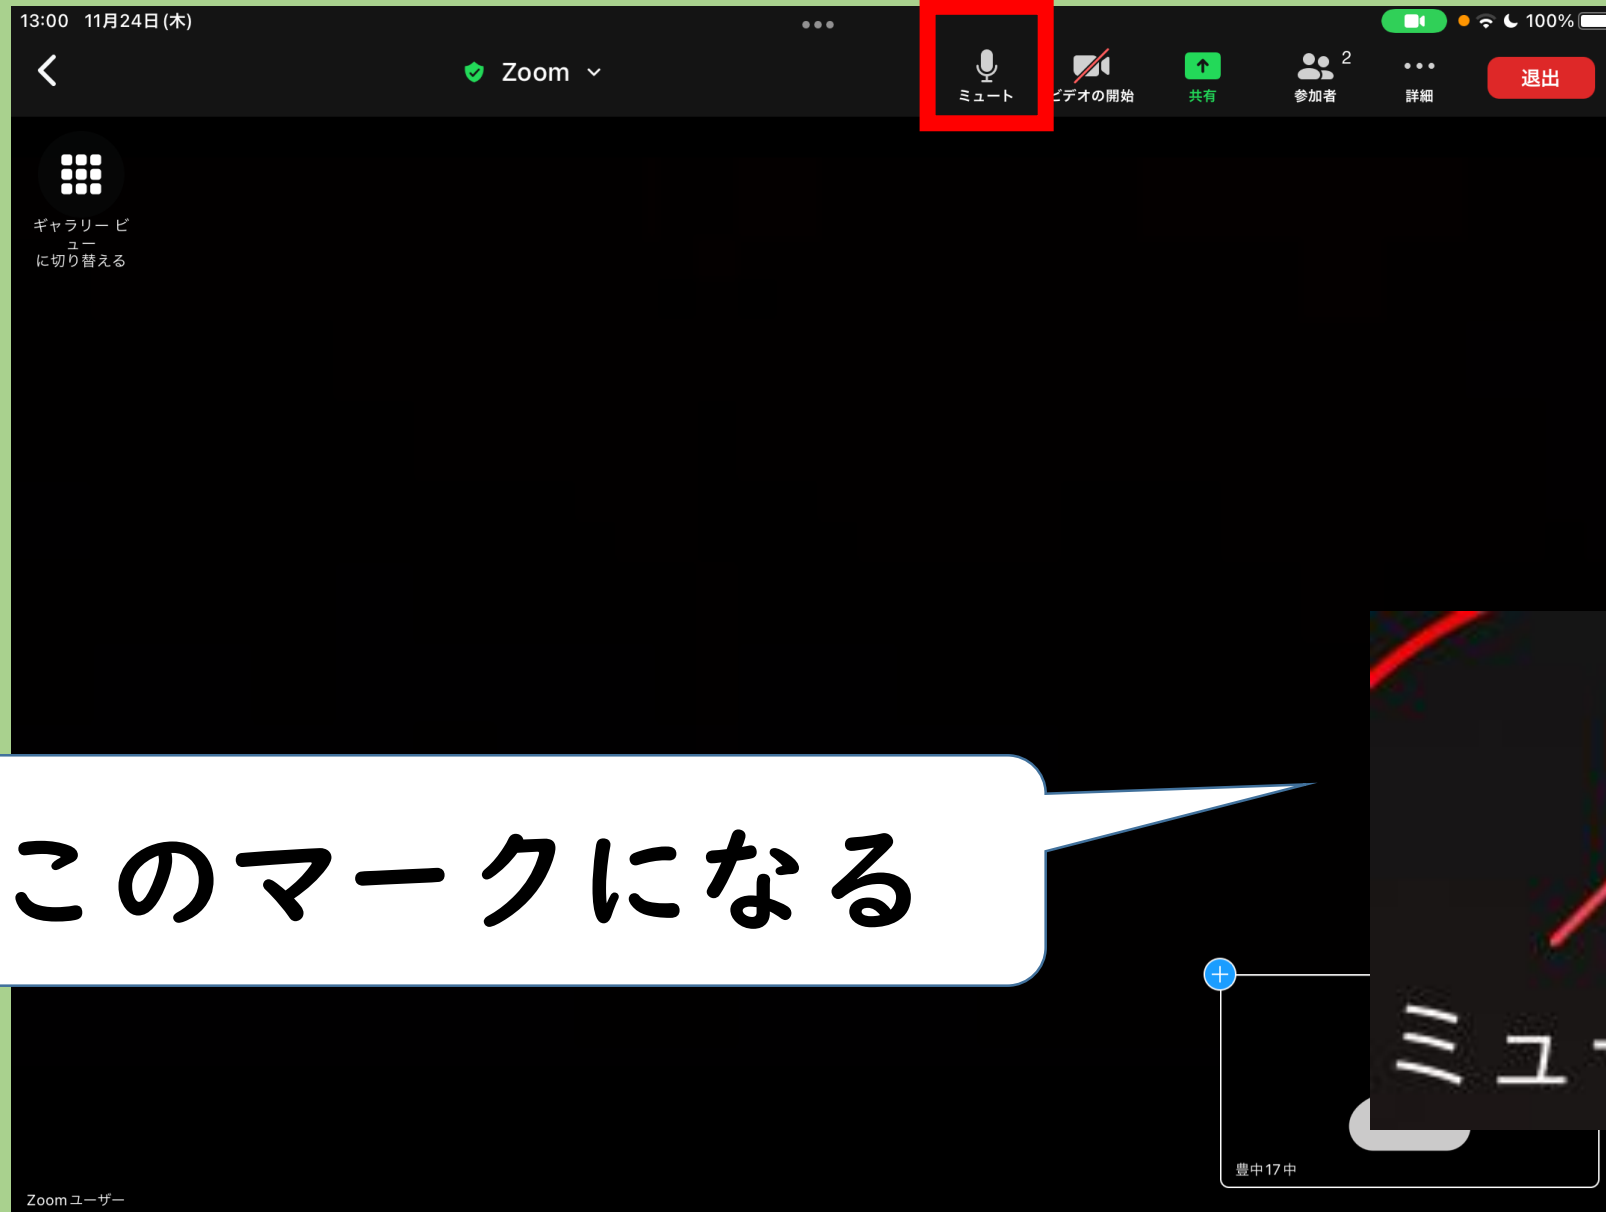 13:00 11月24日(木)
100%
Zoom
ミュート
ビデオの開始
共有
参加者
2
詳細
退出
ギャラリー ビ
ュー
に切り替える
このマークになる
ミュ
豊中17中
Zoomユーザー